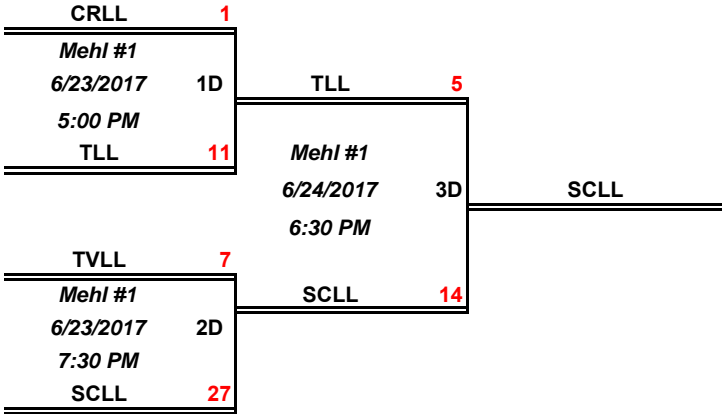 CRLL 1
Mehl #1
6/23/2017 1D
5:00 PM
TLL 11
TLL 5
Mehl #1
6/24/2017 3D
6:30 PM
SCLL 14
SCLL
TVLL 7
Mehl #1
6/23/2017 2D
7:30 PM
SCLL 27